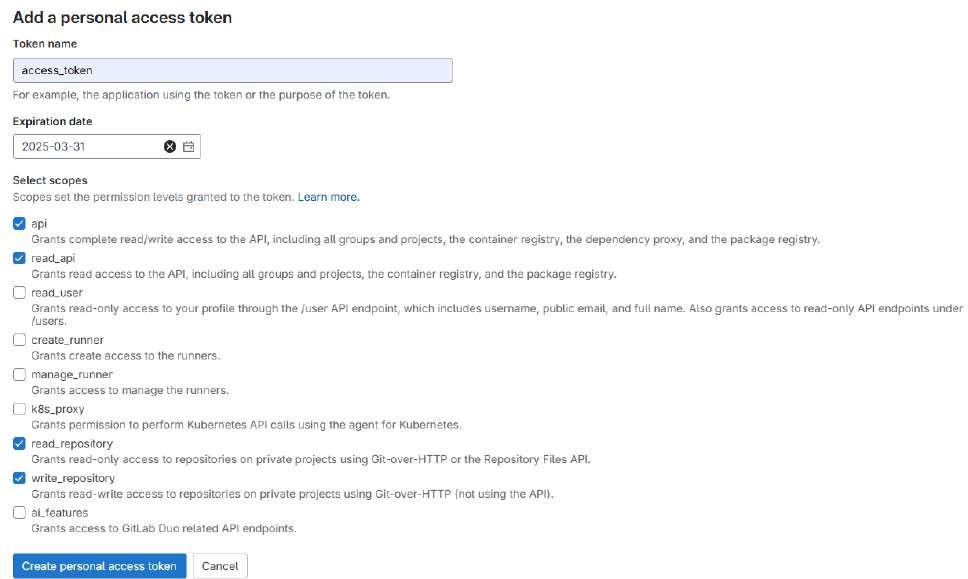 Add a personal access token
Token name
access_token
For example, the application using the token or the purpose of the token.
Expiration date
2025-03-31
Select scopes
Scopes set the permission levels granted to the token. Learn more.
api
Grants complete read/write access to the API, including all groups and projects, the container registry, the dependency proxy, and the package registry.
read_api
Grants read access to the API, including all groups and projects, the container registry, and the package registry.
read_user
Grants read-only access to your profile through the /user API endpoint, which includes username, public email, and full name. Also grants access to read-only API endpoints under
/users.
create_runner
Grants create access to the runners.
manage_runner
Grants access to manage the runners.
k8s_proxy
Grants permission to perform Kubernetes API calls using the agent for Kubernetes.
read_repository
Grants read-only access to repositories on private projects using Git-over-HTTP or the Repository Files API.
write_repository
Grants read-write access to repositories on private projects using Git-over-HTTP (not using the API).
ai_features
Grants access to GitLab Duo related API endpoints.
Create personal access token Cancel